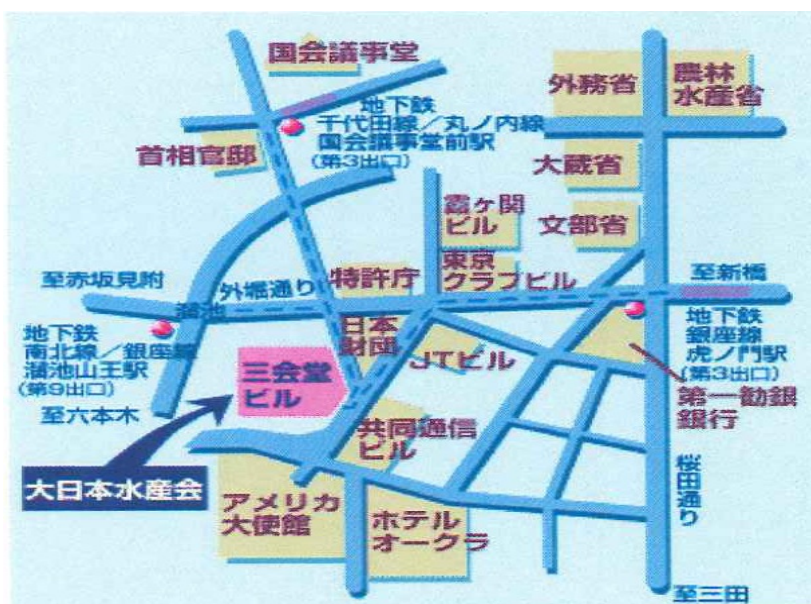 国会議事堂
地下鉄
千代田線／丸ノ内線
国会議事堂前駅
(第3出口)
首相官邸
外務省
農林
水産省
大蔵省
文部省
霞ヶ関
ビル
東京
クラブビル
特許庁
外堀通り
至赤坂見附
溜池
地下鉄
南北線／銀座線
溜池山王駅
(第9出口)
至六本木
至新橋
地下鉄
銀座線
虎ノ門駅
(第3出口)
第一勧銀
銀行
日本
財団
JTビル
三会堂
ビル
共同通信
ビル
大日本水産会
アメリカ
大使館
ホテル
オークラ
桜田通り
至三田